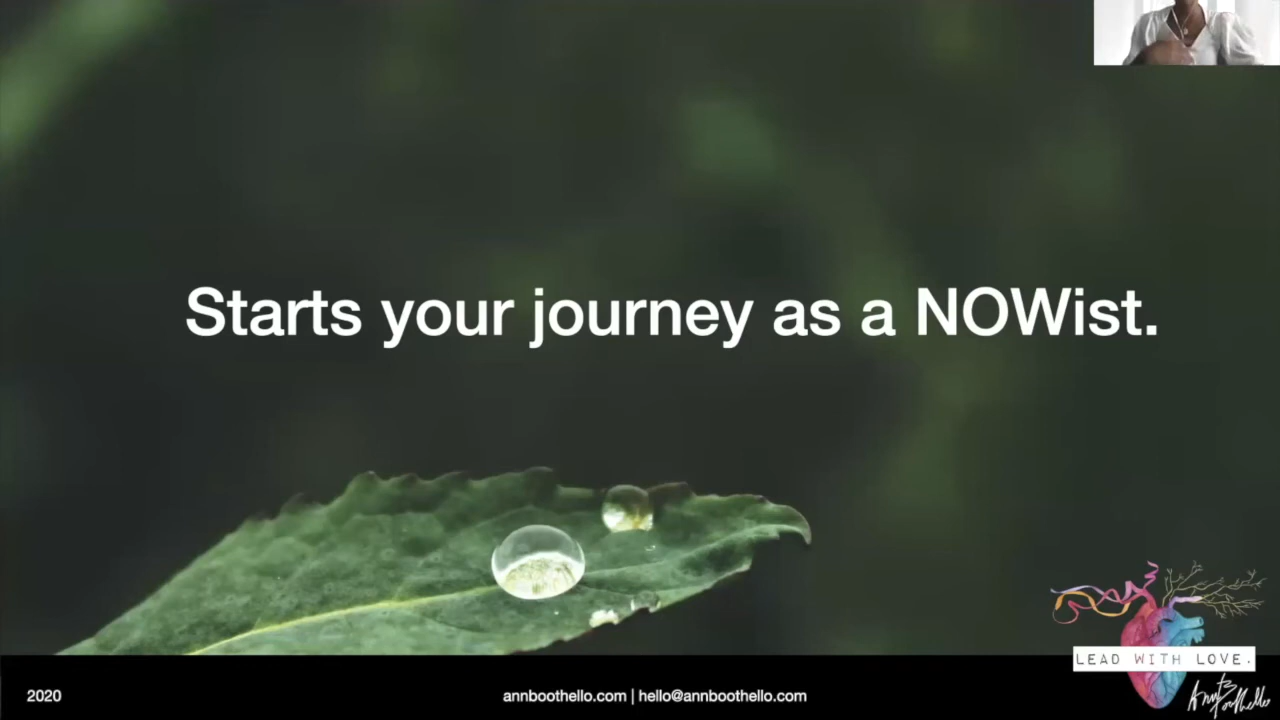 Starts your journey as a NOWist.
LEAD WITH LOVE.
2020
annboothello.com | hello@annboothello.com